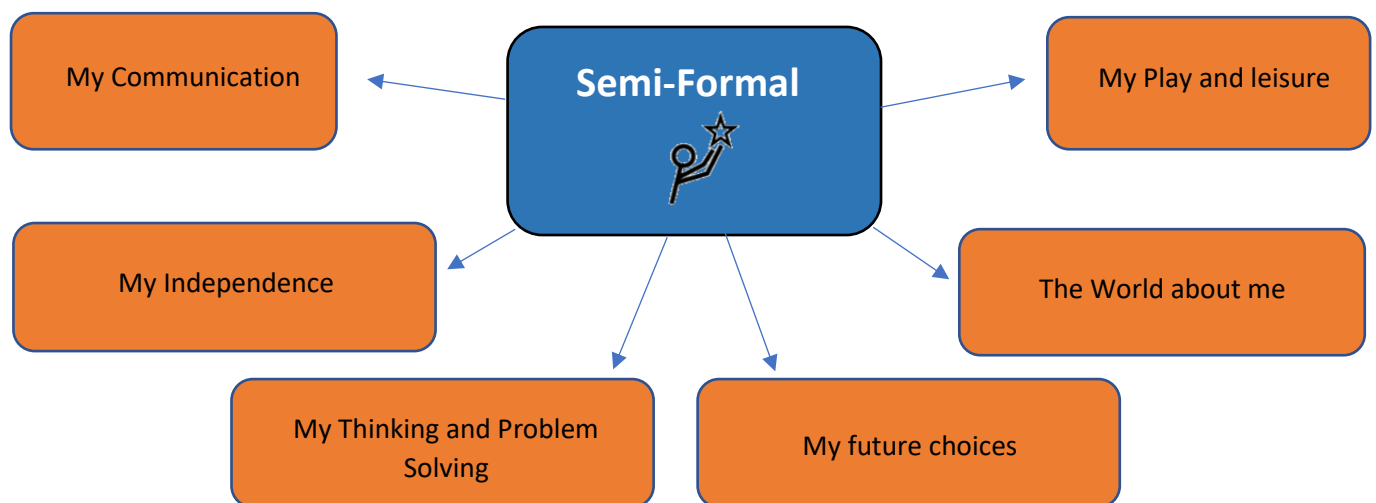 Semi-Formal
My Communication
My Play and leisure
My Independence
The World about me
My Thinking and Problem
Solving
My future choices